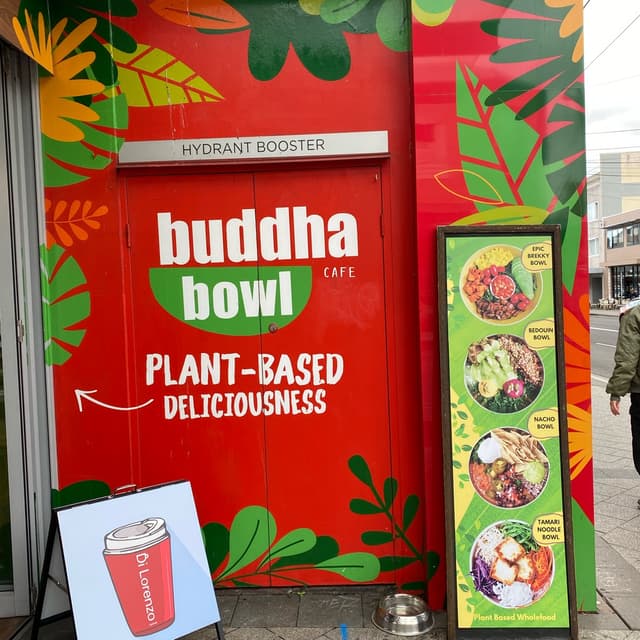 HYDRANT BOOSTER
buddha
bowl
CAFE
PLANT-BASED
DELICIOUSNESS
EPIC
BREKKY
BOWL
BEDOUIN
BOWL
NACHO
BOWL
TAMARI
NOODLE
BOWL
Plant Based Wholefood
Di Lorenzo